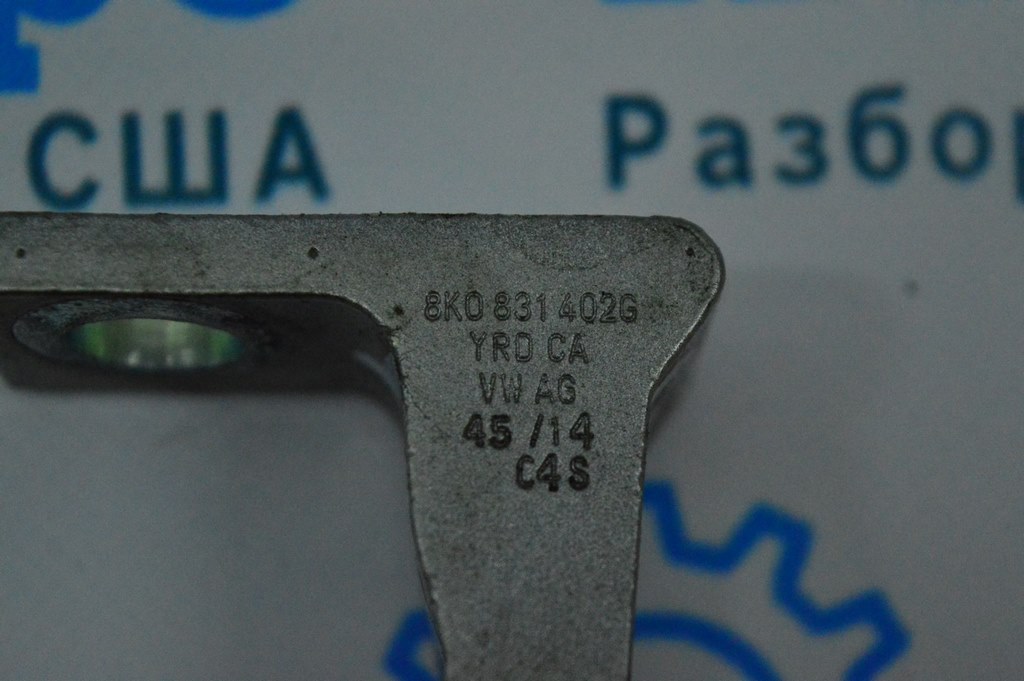 США Разбор
8K0 831 402G
YRD CA
VW AG
45/14
C4S